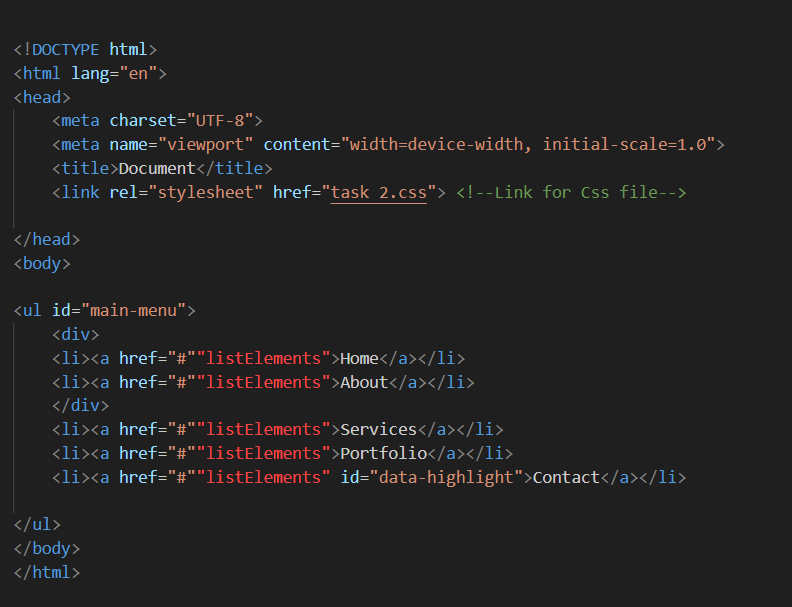 <!DOCTYPE html>
<html lang="en">
<head>
    <meta charset="UTF-8">
    <meta name="viewport" content="width=device-width, initial-scale=1.0">
    <title>Document</title>
    <link rel="stylesheet" href="task 2.css"> <!--Link for Css file-->
</head>
<body>
<ul id="main-menu">
    <div>
    <li><a href="#""listElements">Home</a></li>
    <li><a href="#""listElements">About</a></li>
    </div>
    <li><a href="#""listElements">Services</a></li>
    <li><a href="#""listElements">Portfolio</a></li>
    <li><a href="#""listElements" id="data-highlight">Contact</a></li>
</ul>
</body>
</html>